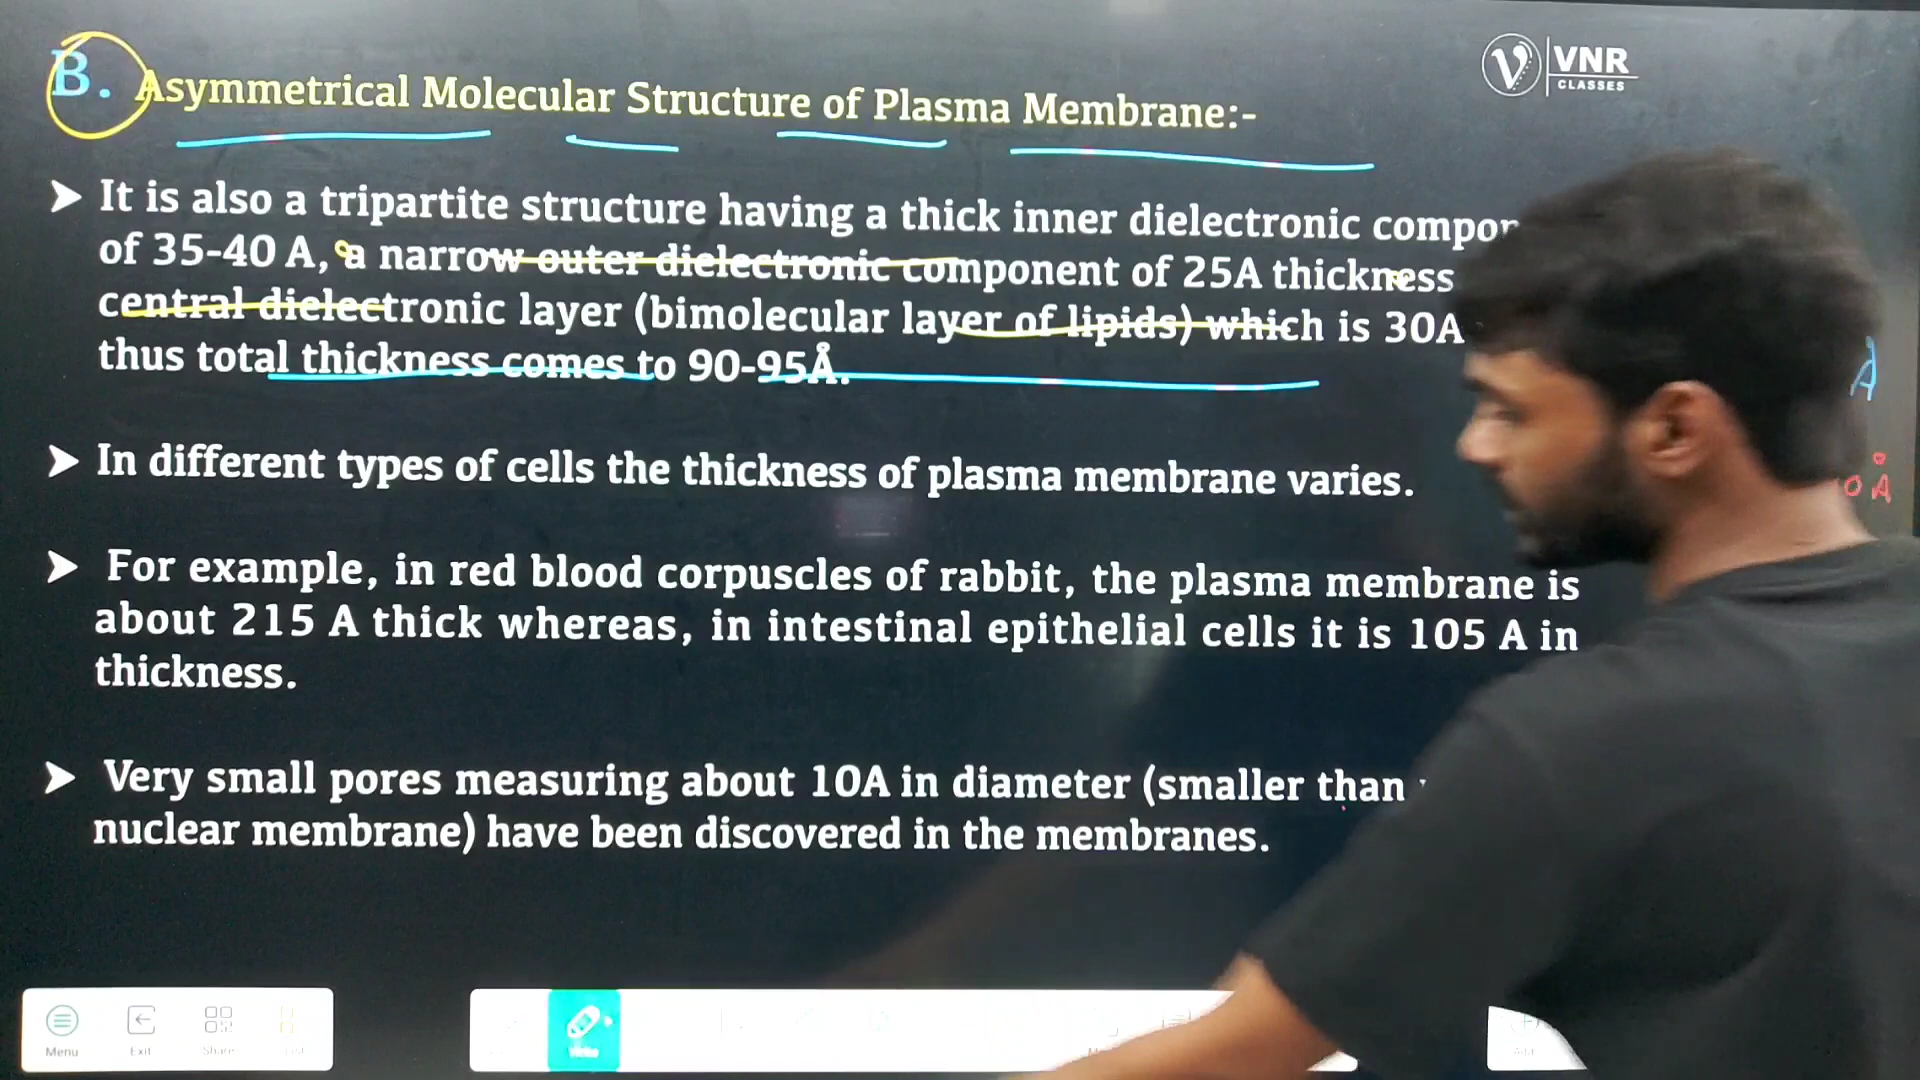 B. Asymmetrical Molecular Structure of Plasma Membrane:-
VNR
CLASSES
➤ It is also a tripartite structure having a thick inner dielectronic compon
of 35-40 A, a narrow outer dielectronic component of 25A thickness
central dielectronic layer (bimolecular layer of lipids) which is 30A
thus total thickness comes to 90-95Å.
Å
0 Å
➤ In different types of cells the thickness of plasma membrane varies.
➤ For example, in red blood corpuscles of rabbit, the plasma membrane is
about 215 A thick whereas, in intestinal epithelial cells it is 105 A in
thickness.
➤ Very small pores measuring about 10A in diameter (smaller than
nuclear membrane) have been discovered in the membranes.
Menu Exit Share List Write Add